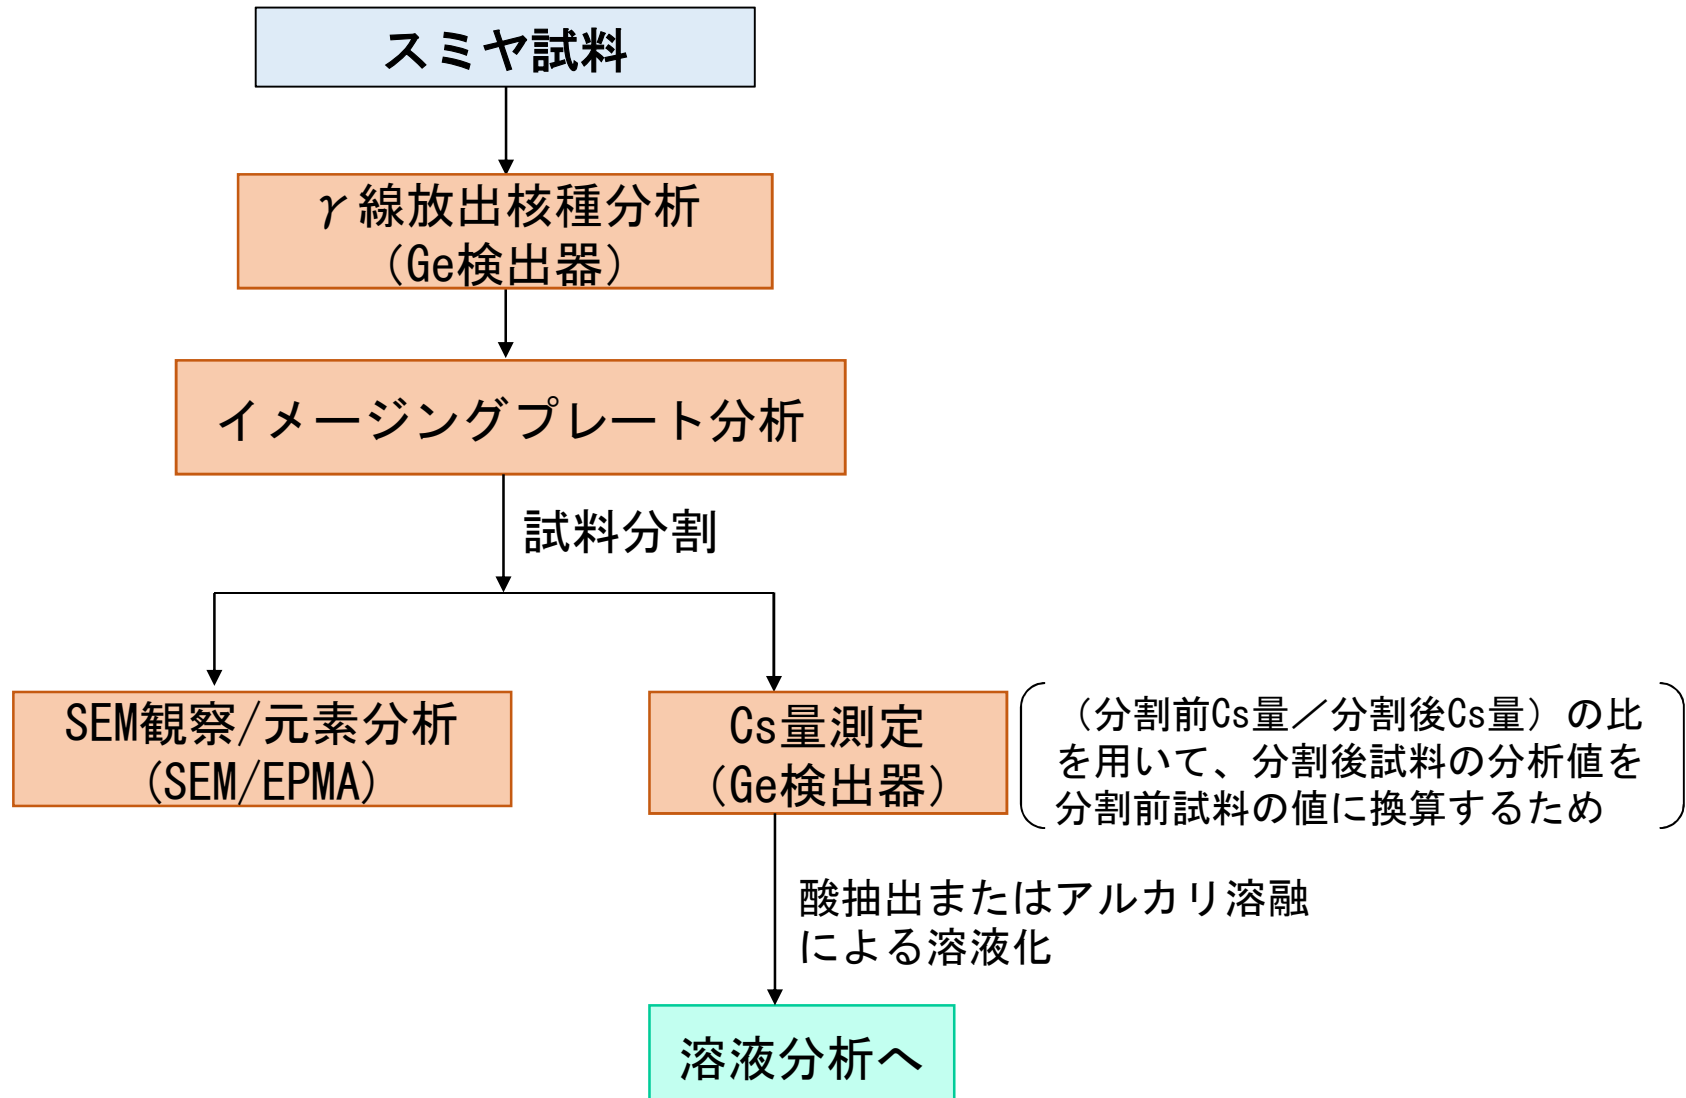 スミヤ試料
γ線放出核種分析
（Ge検出器）
イメージングプレート分析
試料分割
SEM観察/元素分析
(SEM/EPMA)
Cs量測定
（Ge検出器）
（分割前Cs量／分割後Cs量）の比
を用いて、分割後試料の分析値を
分割前試料の値に換算するため
酸抽出またはアルカリ溶融
による溶液化
溶液分析へ